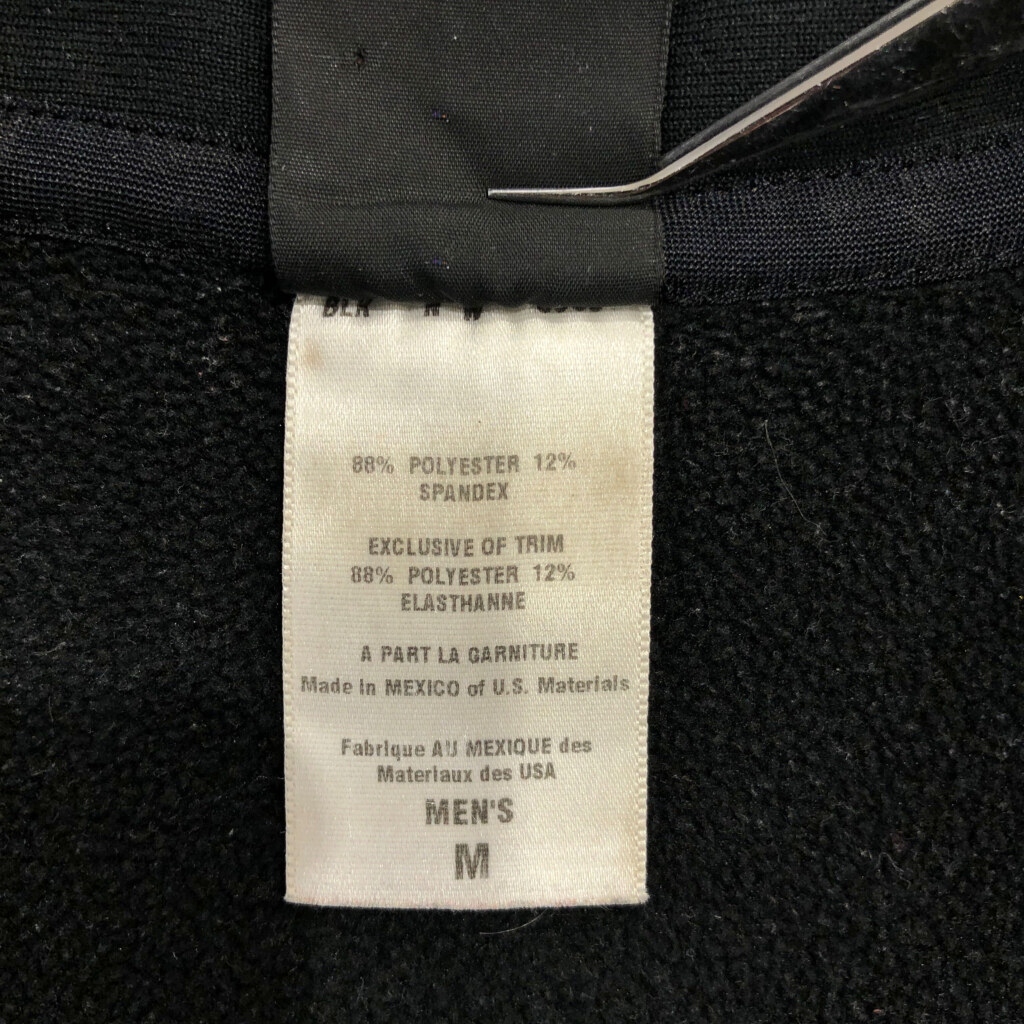 BLK
88% POLYESTER 12%
SPANDEX
EXCLUSIVE OF TRIM
88% POLYESTER 12%
ELASTHANNE
A PART LA GARNITURE
Made in MEXICO of U.S. Materials
Fabrique AU MEXIQUE des
Materiaux des USA
MEN'S
M